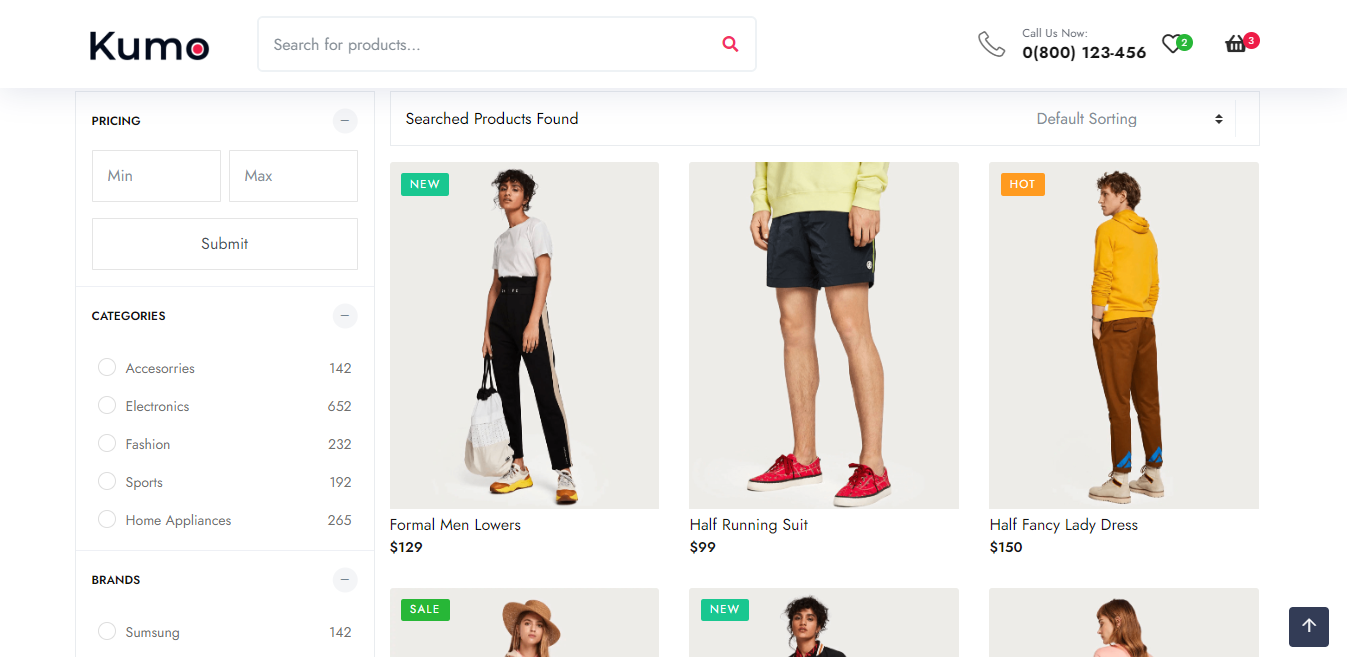 Kumo
Search for products...
Call Us Now:
0(800) 123-456
2
3
PRICING
Min
Max
Submit
CATEGORIES
Accesorries 142
Electronics 652
Fashion 232
Sports 192
Home Appliances 265
BRANDS
Sumsung 142
Searched Products Found
Default Sorting
NEW
HOT
Formal Men Lowers
$129
Half Running Suit
$99
Half Fancy Lady Dress
$150
SALE
NEW